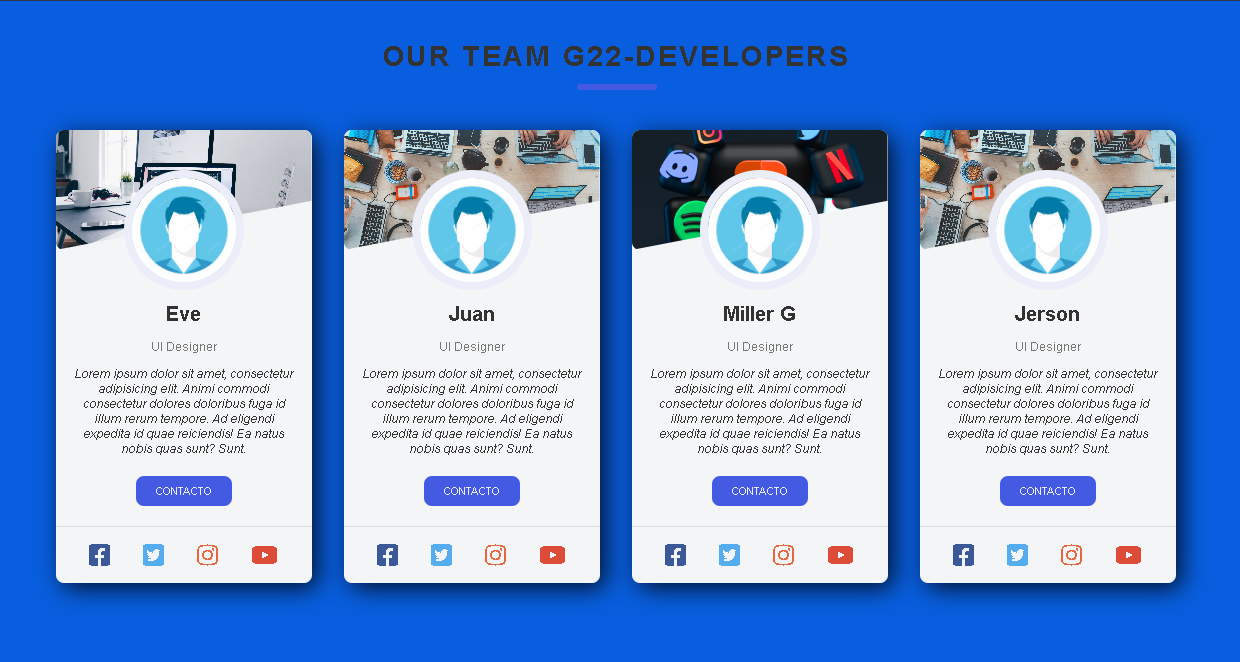 OUR TEAM G22-DEVELOPERS
Eve
UI Designer
Lorem ipsum dolor sit amet, consectetur
adipisicing elit. Animi commodi
consectetur dolores doloribus fuga id
illum rerum tempore. Ad eligendi
expedita id quae reiciendis! Ea natus
nobis quas sunt? Sunt.
CONTACTO
Juan
UI Designer
Lorem ipsum dolor sit amet, consectetur
adipisicing elit. Animi commodi
consectetur dolores doloribus fuga id
illum rerum tempore. Ad eligendi
expedita id quae reiciendis! Ea natus
nobis quas sunt? Sunt.
CONTACTO
Miller G
UI Designer
Lorem ipsum dolor sit amet, consectetur
adipisicing elit. Animi commodi
consectetur dolores doloribus fuga id
illum rerum tempore. Ad eligendi
expedita id quae reiciendis! Ea natus
nobis quas sunt? Sunt.
CONTACTO
Jerson
UI Designer
Lorem ipsum dolor sit amet, consectetur
adipisicing elit. Animi commodi
consectetur dolores doloribus fuga id
illum rerum tempore. Ad eligendi
expedita id quae reiciendis! Ea natus
nobis quas sunt? Sunt.
CONTACTO